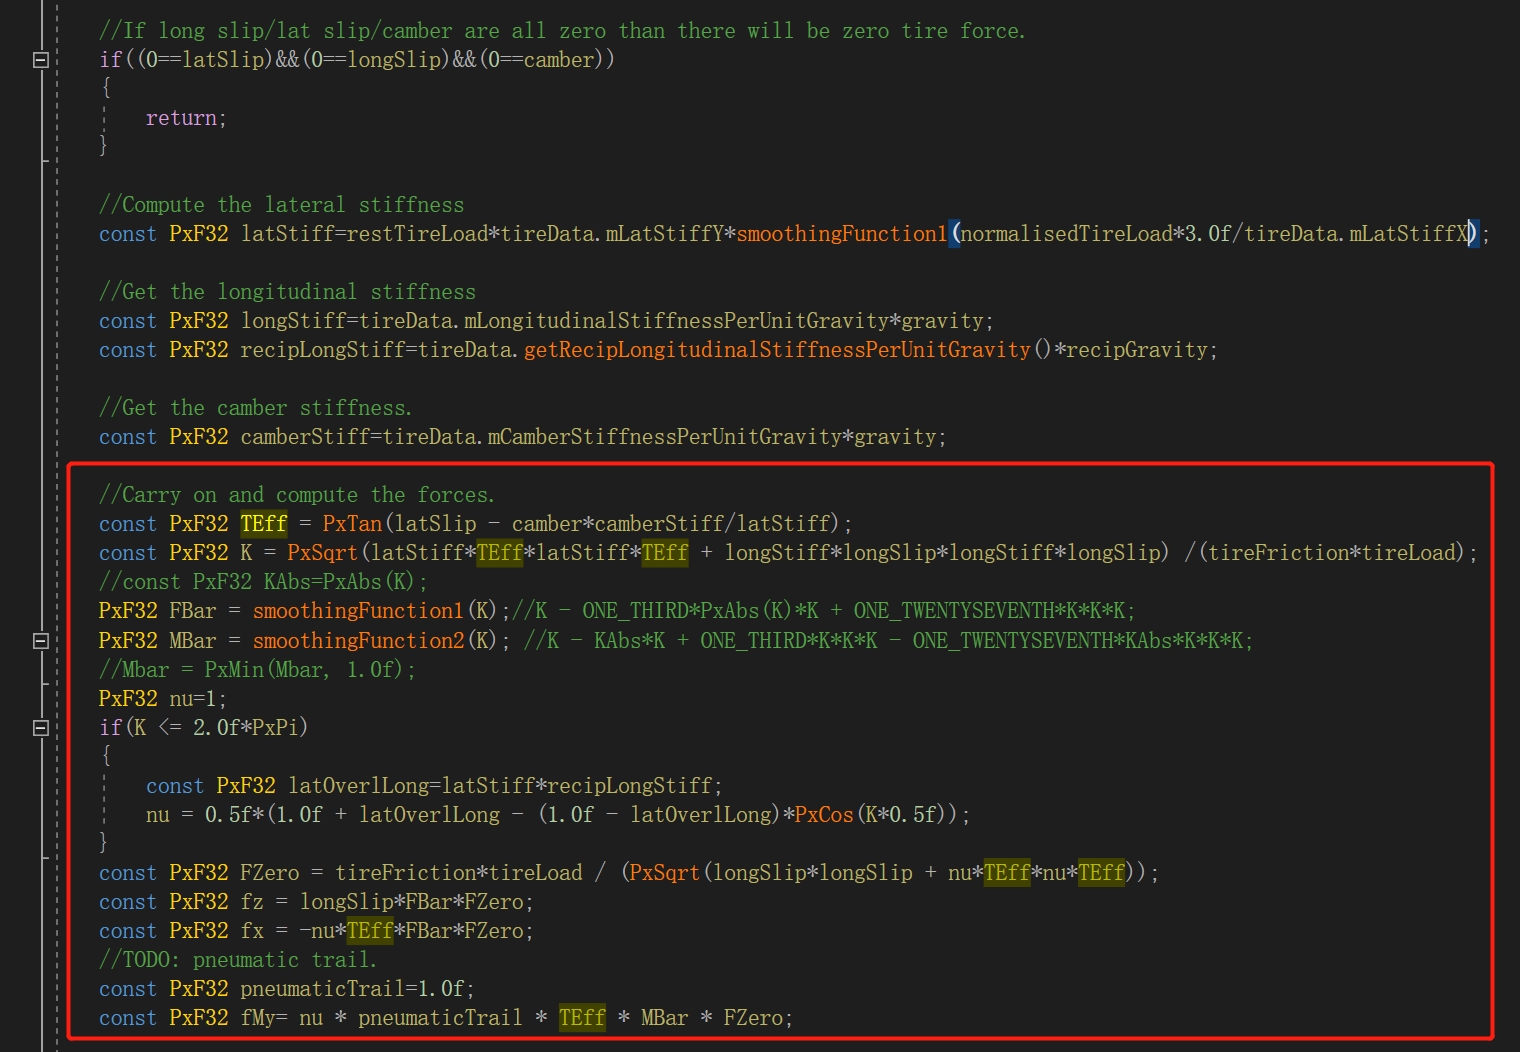 //If long slip/lat slip/camber are all zero than there will be zero tire force.
if((0==latSlip)&&(0==longSlip)&&(0==camber))
{
return;
}
//Compute the lateral stiffness
const PxF32 latStiff=restTireLoad*tireData.mLatStiffY*smoothingFunction1(normalisedTireLoad*3.0f/tireData.mLatStiffX);
//Get the longitudinal stiffness
const PxF32 longStiff=tireData.mLongitudinalStiffnessPerUnitGravity*gravity;
const PxF32 recipLongStiff=tireData.getRecipLongitudinalStiffnessPerUnitGravity()*recipGravity;
//Get the camber stiffness.
const PxF32 camberStiff=tireData.mCamberStiffnessPerUnitGravity*gravity;
//Carry on and compute the forces.
const PxF32 TEff = PxTan(latSlip - camber*camberStiff/latStiff);
const PxF32 K = PxSqrt(latStiff*TEff*latStiff*TEff + longStiff*longSlip*longStiff*longSlip) /(tireFriction*tireLoad);
//const PxF32 KAbs=PxAbs(K);
PxF32 FBar = smoothingFunction1(K);//K - ONE_THIRD*PxAbs(K)*K + ONE_TWENTYSEVENTH*K*K*K;
PxF32 MBar = smoothingFunction2(K); //K - KAbs*K + ONE_THIRD*K*K*K - ONE_TWENTYSEVENTH*KAbs*K*K*K;
//Mbar = PxMin(Mbar, 1.0f);
PxF32 nu=1;
if(K <= 2.0f*PxPi)
{
const PxF32 latOverlLong=latStiff*recipLongStiff;
nu = 0.5f*(1.0f + latOverlLong - (1.0f - latOverlLong)*PxCos(K*0.5f));
}
const PxF32 FZero = tireFriction*tireLoad / (PxSqrt(longSlip*longSlip + nu*TEff*nu*TEff));
const PxF32 fz = longSlip*FBar*FZero;
const PxF32 fx = -nu*TEff*FBar*FZero;
//TODO: pneumatic trail.
const PxF32 pneumaticTrail=1.0f;
const PxF32 fMy= nu * pneumaticTrail * TEff * MBar * FZero;